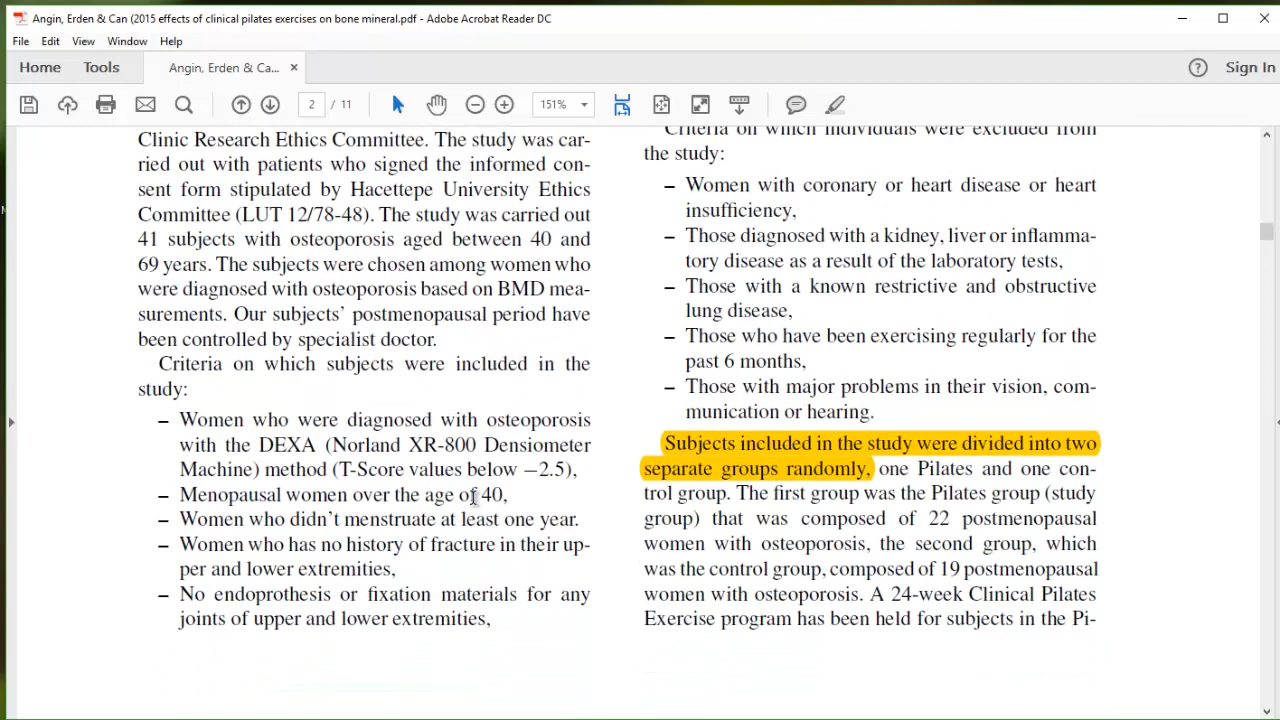 Angin, Erden & Can (2015 effects of clinical pilates exercises on bone mineral.pdf - Adobe Acrobat Reader DC
File Edit View Window Help
Home Tools Angin, Erden & Ca... × Sign In
2 / 11 151%
Clinic Research Ethics Committee. The study was car-
ried out with patients who signed the informed con-
sent form stipulated by Hacettepe University Ethics
Committee (LUT 12/78-48). The study was carried out
41 subjects with osteoporosis aged between 40 and
69 years. The subjects were chosen among women who
were diagnosed with osteoporosis based on BMD mea-
surements. Our subjects' postmenopausal period have
been controlled by specialist doctor.
Criteria on which subjects were included in the
study:
– Women who were diagnosed with osteoporosis
with the DEXA (Norland XR-800 Densiometer
Machine) method (T-Score values below −2.5),
– Menopausal women over the age of 40,
– Women who didn't menstruate at least one year.
– Women who has no history of fracture in their up-
per and lower extremities,
– No endoprothesis or fixation materials for any
joints of upper and lower extremities,
Criteria on which individuals were excluded from
the study:
– Women with coronary or heart disease or heart
insufficiency,
– Those diagnosed with a kidney, liver or inflamma-
tory disease as a result of the laboratory tests,
– Those with a known restrictive and obstructive
lung disease,
– Those who have been exercising regularly for the
past 6 months,
– Those with major problems in their vision, com-
munication or hearing.
Subjects included in the study were divided into two
separate groups randomly, one Pilates and one con-
trol group. The first group was the Pilates group (study
group) that was composed of 22 postmenopausal
women with osteoporosis, the second group, which
was the control group, composed of 19 postmenopausal
women with osteoporosis. A 24-week Clinical Pilates
Exercise program has been held for subjects in the Pi-